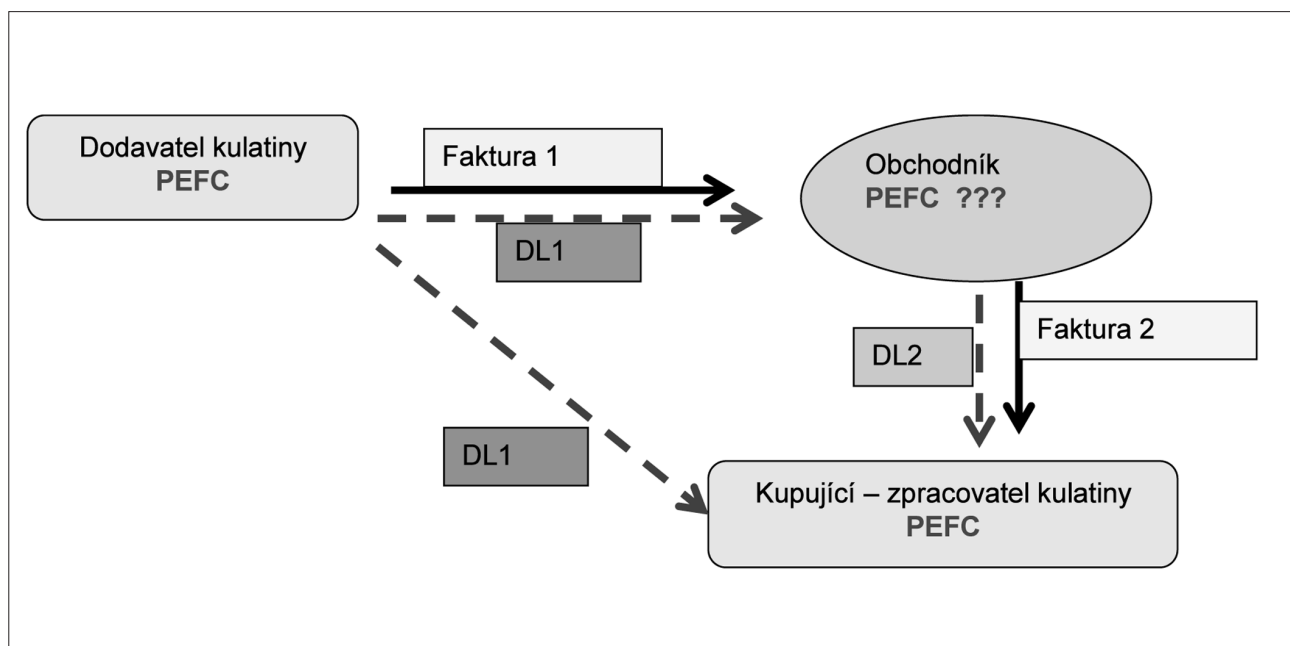 Dodavatel kulatiny
PEFC
Faktura 1
DL1
Obchodník
PEFC ???
DL2
Faktura 2
DL1
Kupující – zpracovatel kulatiny
PEFC